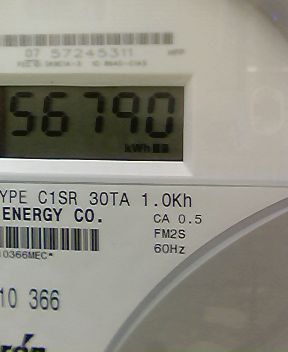 07 57245311
56790
kWh
YPE C1SR 30TA 1.0Kh
ENERGY CO.
CA 0.5
FM2S
60Hz
10366MEC*
10 366
rón